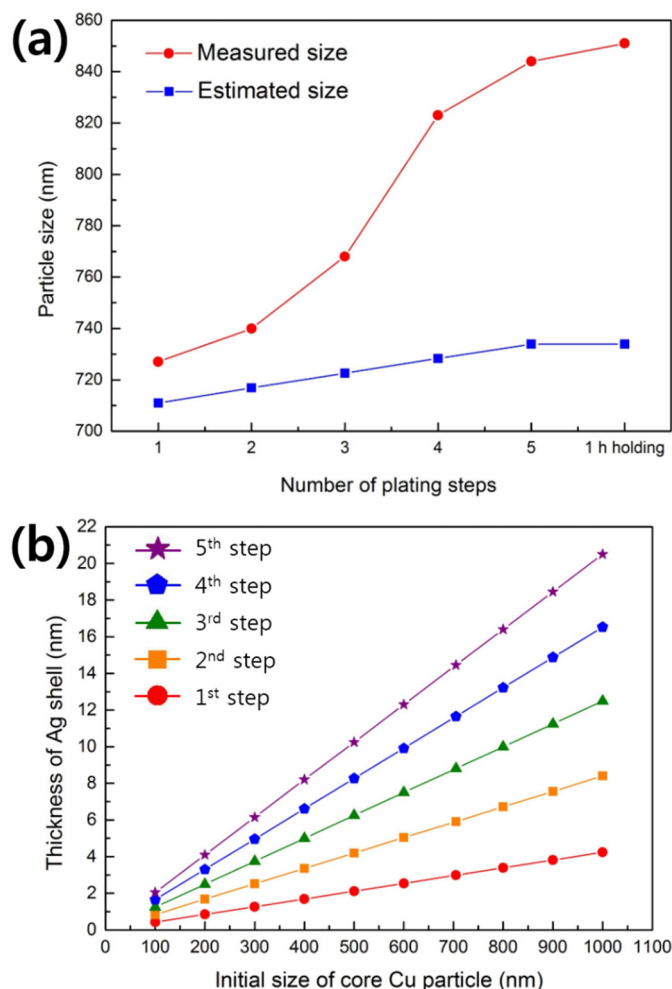 (a)
860
840
820
800
780
760
740
720
700
Particle size (nm)
Measured size
Estimated size
1 2 3 4 5 1 h holding
Number of plating steps
(b)
22
20
18
16
14
12
10
8
6
4
2
0
Thickness of Ag shell (nm)
5th step
4th step
3rd step
2nd step
1st step
0 100 200 300 400 500 600 700 800 900 1000 1100
Initial size of core Cu particle (nm)